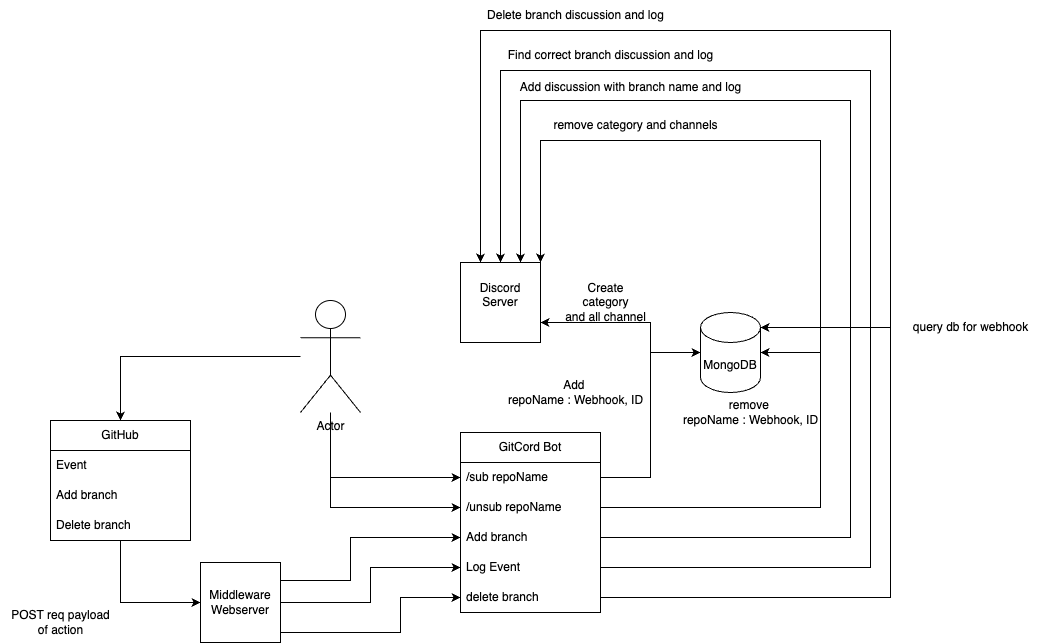 Delete branch discussion and log
Find correct branch discussion and log
Add discussion with branch name and log
remove category and channels
Discord
Server
Create
category
and all channel
query db for webhook
MongoDB
Add
repoName : Webhook, ID
remove
repoName : Webhook, ID
Actor
GitHub
Event
Add branch
Delete branch
GitCord Bot
/sub repoName
/unsub repoName
Add branch
Log Event
delete branch
Middleware
Webserver
POST req payload
of action